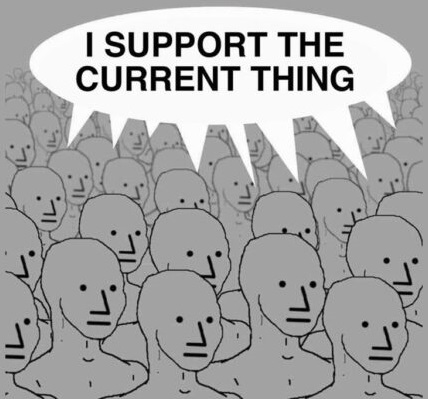 I SUPPORT THE
CURRENT THING